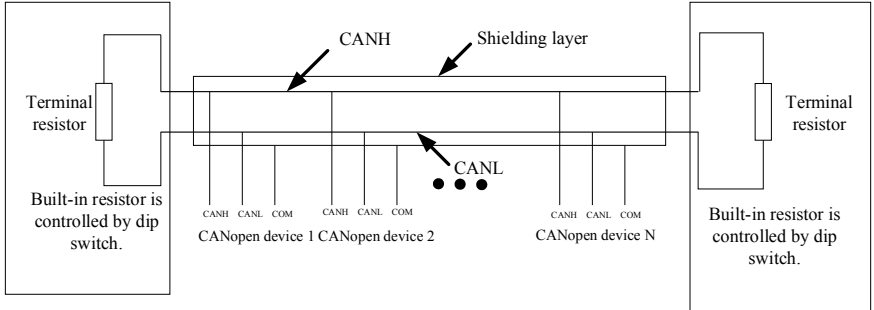 CANH
Shielding layer
Terminal
resistor
Built-in resistor is
controlled by dip
switch.
CANL
CANH CANL COM
CANopen device 1
CANH CANL COM
CANopen device 2
CANH CANL COM
CANopen device N
Terminal
resistor
Built-in resistor is
controlled by dip
switch.